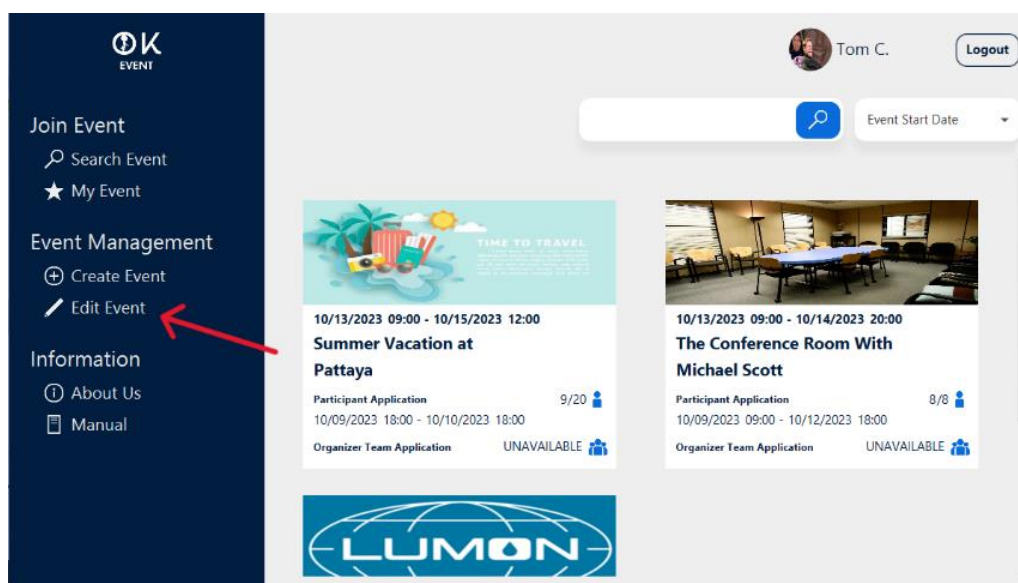 OK
EVENT
Tom C.
Logout
Event Start Date
Join Event
Search Event
My Event
Event Management
Create Event
Edit Event
Information
About Us
Manual
TIME TO TRAVEL
10/13/2023 09:00 - 10/15/2023 12:00
Summer Vacation at
Pattaya
Participant Application 9/20
10/09/2023 18:00 - 10/10/2023 18:00
Organizer Team Application UNAVAILABLE
10/13/2023 09:00 - 10/14/2023 20:00
The Conference Room With
Michael Scott
Participant Application 8/8
10/09/2023 09:00 - 10/12/2023 18:00
Organizer Team Application UNAVAILABLE
LUMON